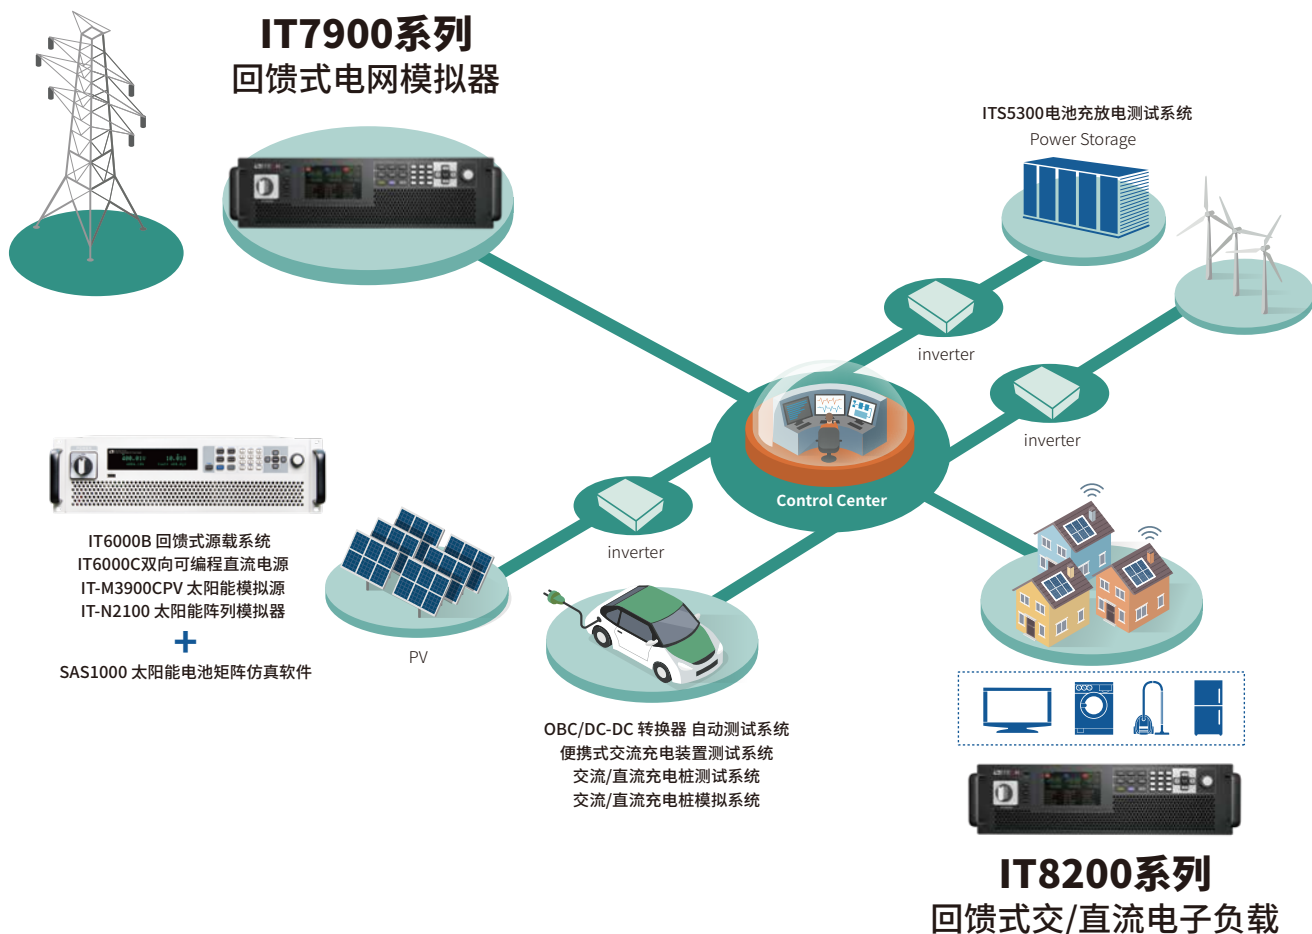 IT7900系列
回馈式电网模拟器
ITS5300电池充放电测试系统
Power Storage
inverter
inverter
Control Center
inverter
IT6000B 回馈式源载系统
IT6000C双向可编程直流电源
IT-M3900CPV 太阳能模拟源
IT-N2100 太阳能阵列模拟器
+
SAS1000 太阳能电池矩阵仿真软件
PV
OBC/DC-DC 转换器 自动测试系统
便携式交流充电装置测试系统
交流/直流充电桩测试系统
交流/直流充电桩模拟系统
IT8200系列
回馈式交/直流电子负载